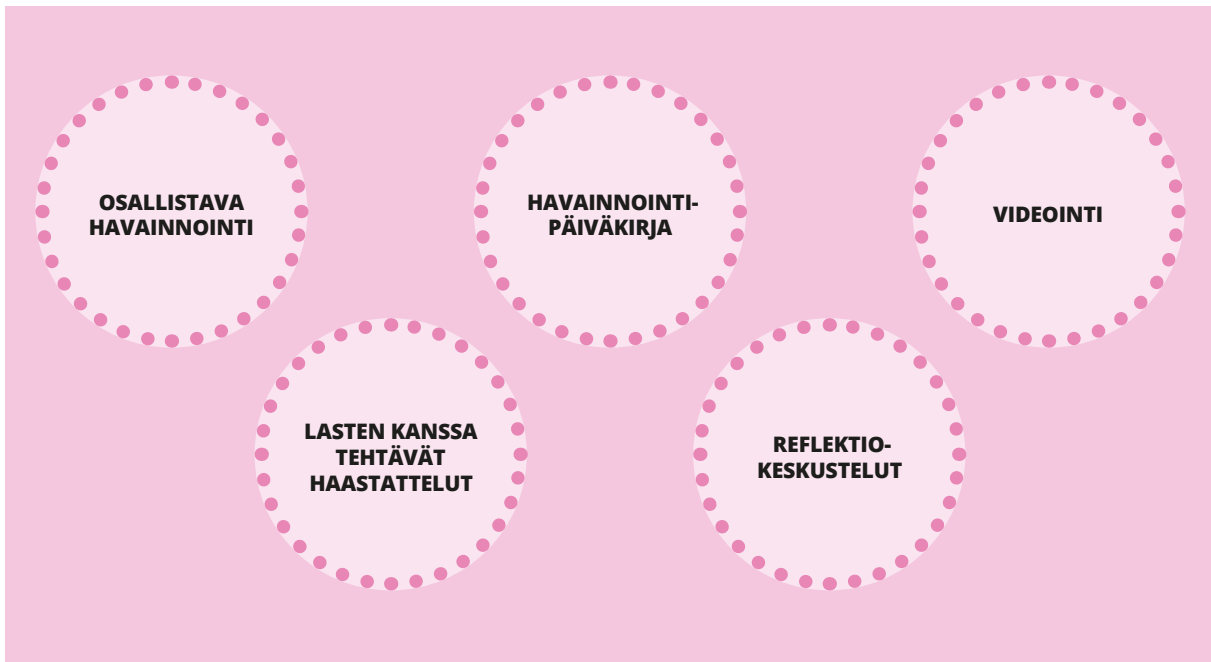 OSALLISTAVA
HAVAINNOINTI
HAVAINNOINTI-
PÄIVÄKIRJA
VIDEOINTI
LASTEN KANSSA
TEHTÄVÄT
HAASTATTELUT
REFLEKTIO-
KESKUSTELUT